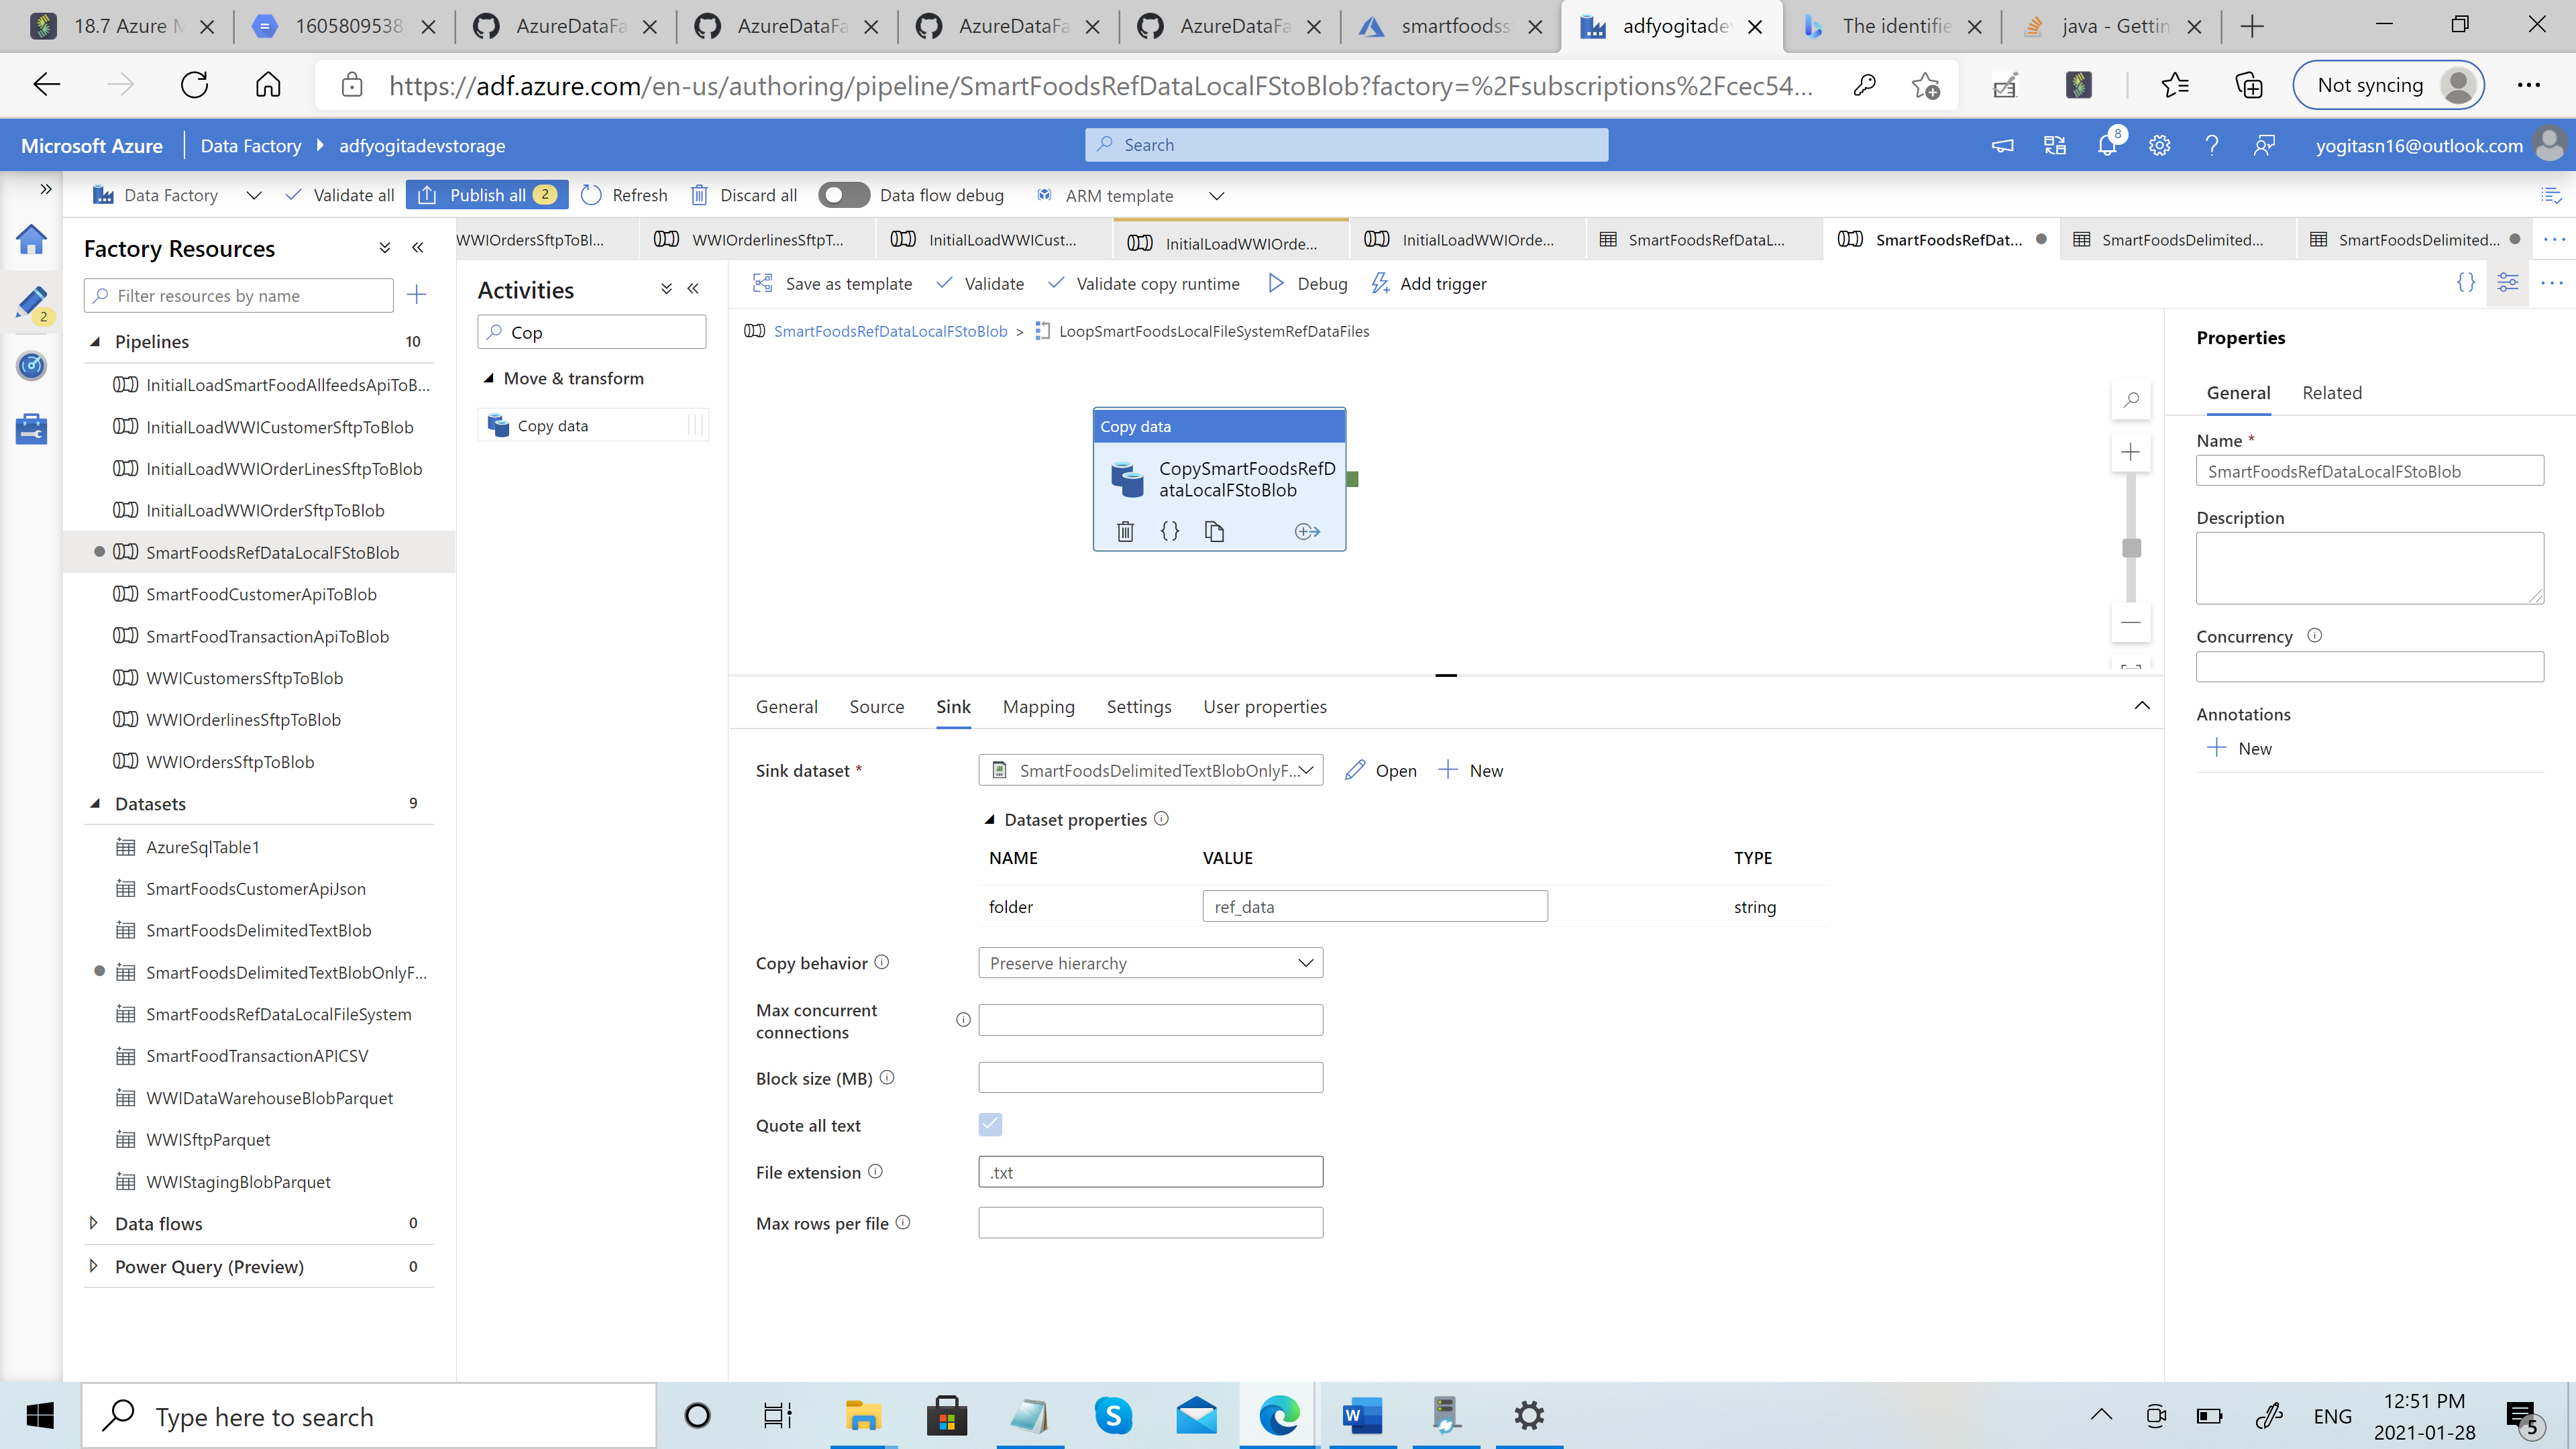 18.7 Azure M
1605809538
AzureDataFa
AzureDataFa
AzureDataFa
AzureDataFa
smartfoodss
adfyogitadev
The identifie
java - Gettin
https://adf.azure.com/en-us/authoring/pipeline/SmartFoodsRefDataLocalFStoBlob?factory=%2Fsubscriptions%2Fcec54...
Not syncing
Microsoft Azure
Data Factory
adfyogitadevstorage
Search
8
yogitasn16@outlook.com
Data Factory
Validate all
Publish all 2
Refresh
Discard all
Data flow debug
ARM template
Factory Resources
WWIOrdersSftpToBl...
WWIOrderlinesSftpT...
InitialLoadWWICust...
InitialLoadWWIOrde...
InitialLoadWWIOrde...
SmartFoodsRefDataL...
SmartFoodsRefDat...
SmartFoodsDelimited...
SmartFoodsDelimited...
Filter resources by name
2
Pipelines 10
InitialLoadSmartFoodAllfeedsApiToB...
InitialLoadWWICustomerSftpToBlob
InitialLoadWWIOrderLinesSftpToBlob
InitialLoadWWIOrderSftpToBlob
SmartFoodsRefDataLocalFStoBlob
SmartFoodCustomerApiToBlob
SmartFoodTransactionApiToBlob
WWICustomersSftpToBlob
WWIOrderlinesSftpToBlob
WWIOrdersSftpToBlob
Datasets 9
AzureSqlTable1
SmartFoodsCustomerApiJson
SmartFoodsDelimitedTextBlob
SmartFoodsDelimitedTextBlobOnlyF...
SmartFoodsRefDataLocalFileSystem
SmartFoodTransactionAPICSV
WWIDataWarehouseBlobParquet
WWISftpParquet
WWIStagingBlobParquet
Data flows 0
Power Query (Preview) 0
Activities
Cop
Move & transform
Copy data
Save as template
Validate
Validate copy runtime
Debug
Add trigger
{}
SmartFoodsRefDataLocalFStoBlob > LoopSmartFoodsLocalFileSystemRefDataFiles
Copy data
CopySmartFoodsRefD
ataLocalFStoBlob
{}
General
Source
Sink
Mapping
Settings
User properties
Sink dataset *
SmartFoodsDelimitedTextBlobOnlyF...
Open
New
Dataset properties
NAME VALUE TYPE
folder ref_data string
Copy behavior Preserve hierarchy
Max concurrent
connections
Block size (MB)
Quote all text
File extension .txt
Max rows per file
Properties
General
Related
Name *
SmartFoodsRefDataLocalFStoBlob
Description
Concurrency
Annotations
New
Type here to search
ENG
12:51 PM
2021-01-28
5